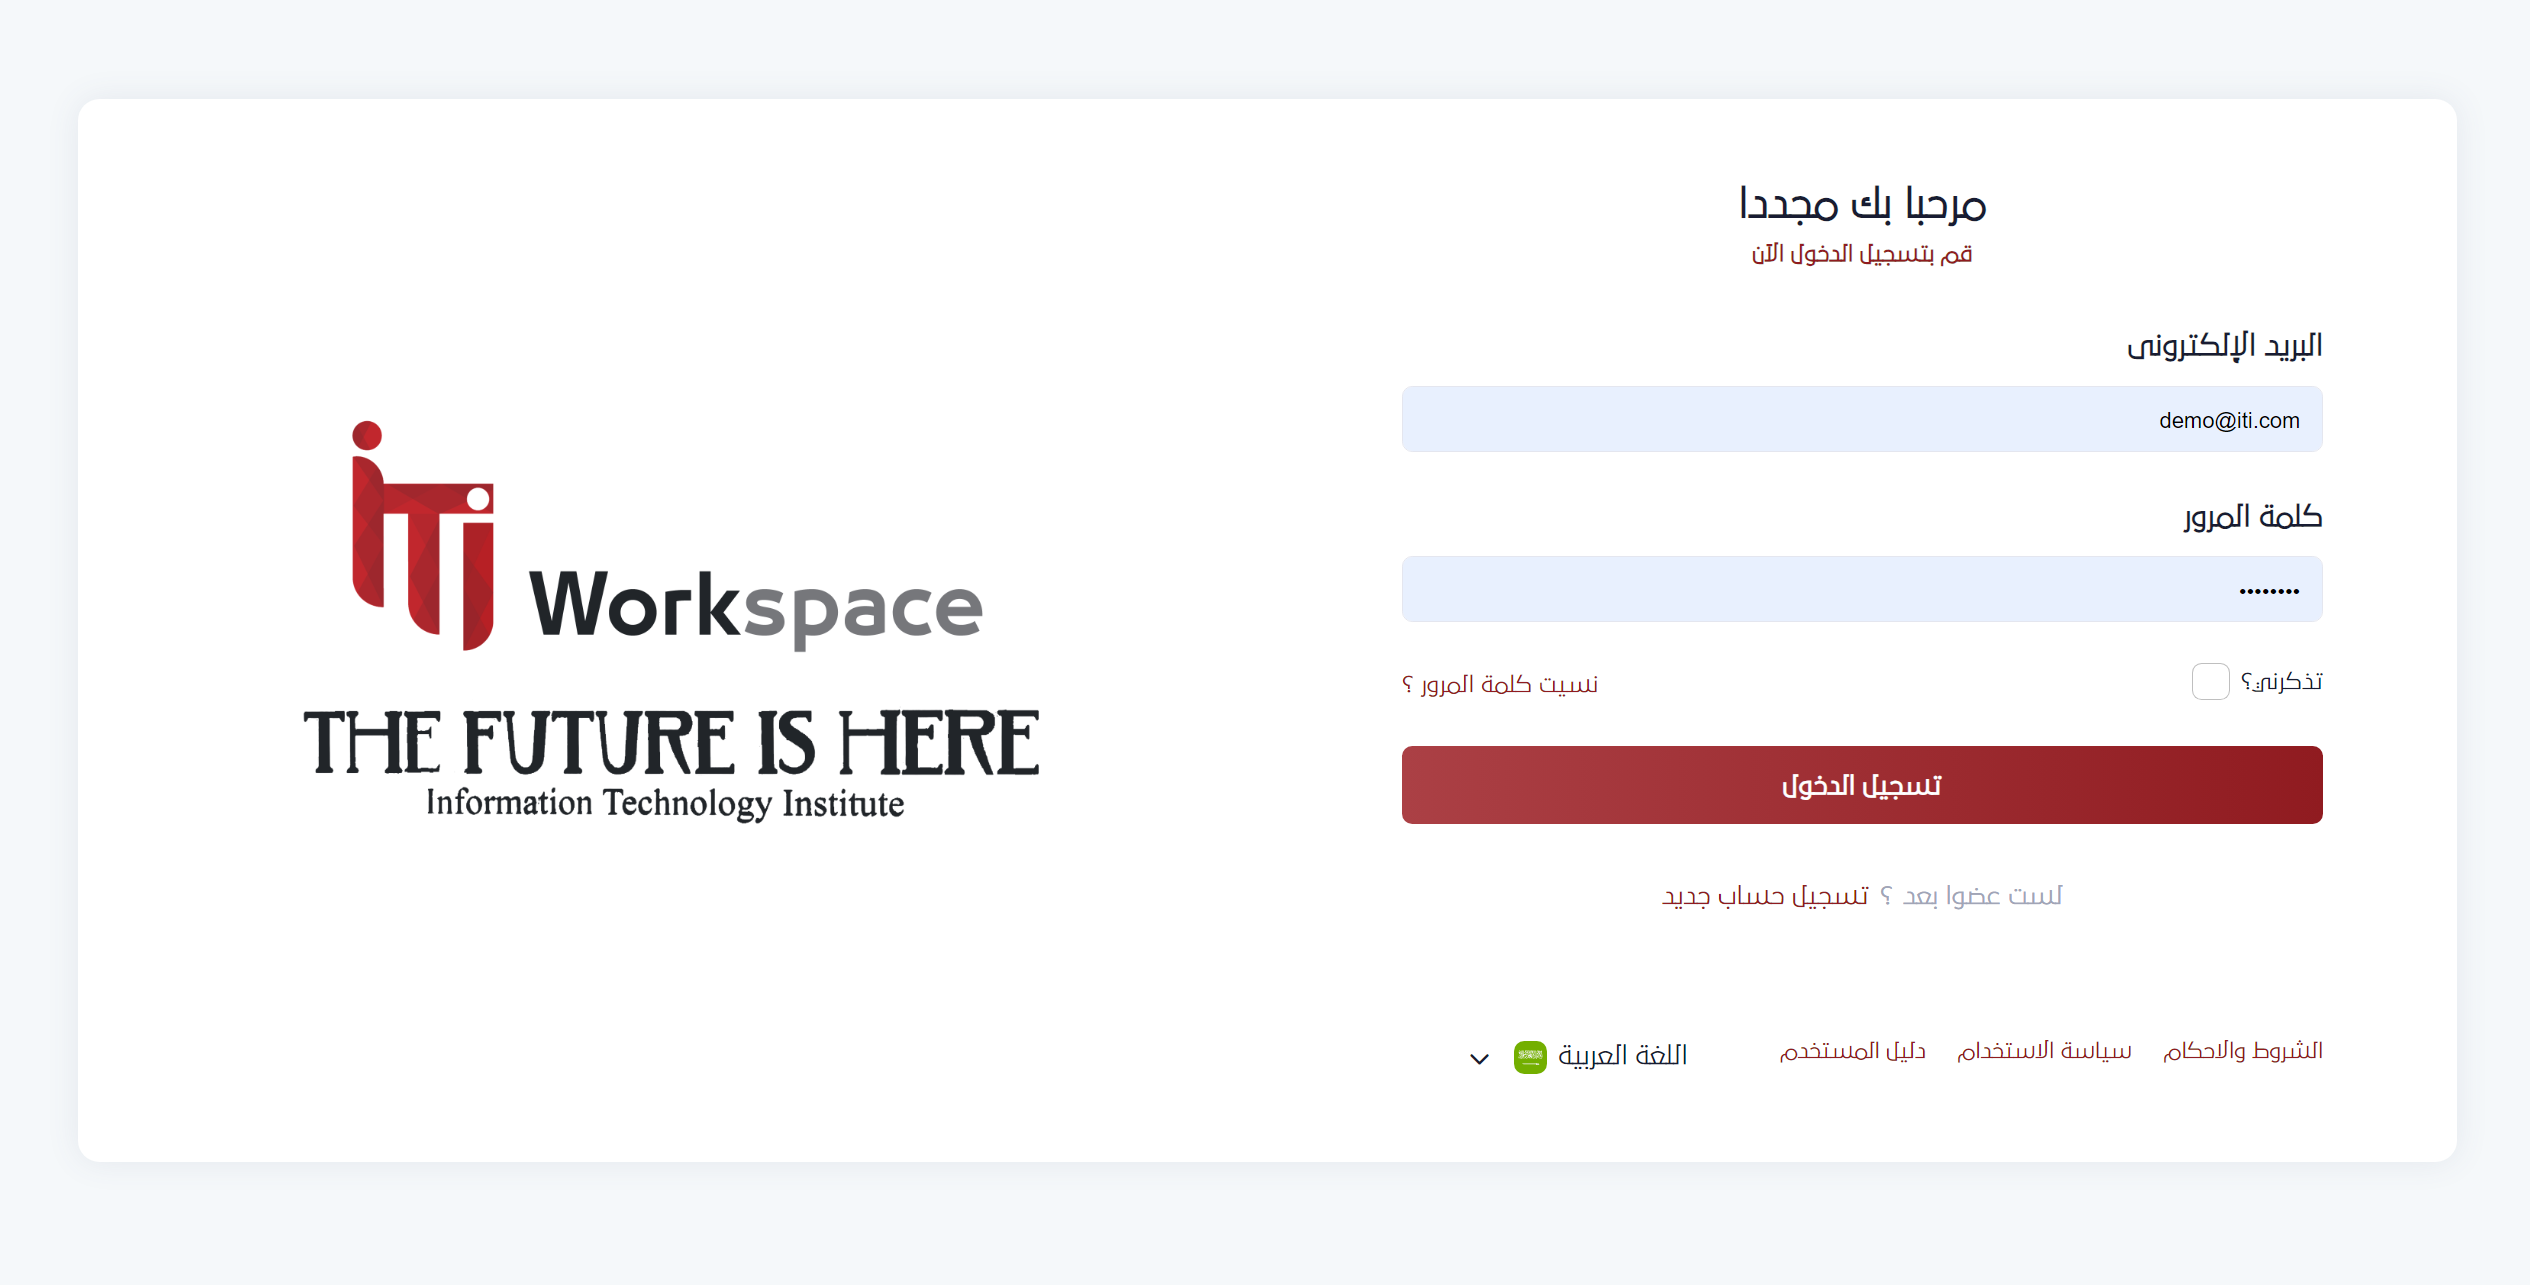 مرحبا بك مجددا
قم بتسجيل الدخول الآن
البريد الإلكترونى
demo@iti.com
كلمة المرور
••••••••
تذكرني؟
نسيت كلمة المرور ؟
تسجيل الدخول
لست عضوا بعد ؟ تسجيل حساب جديد
الشروط والاحكام
سياسة الاستخدام
دليل المستخدم
اللغة العربية
iTi Workspace
THE FUTURE IS HERE
Information Technology Institute